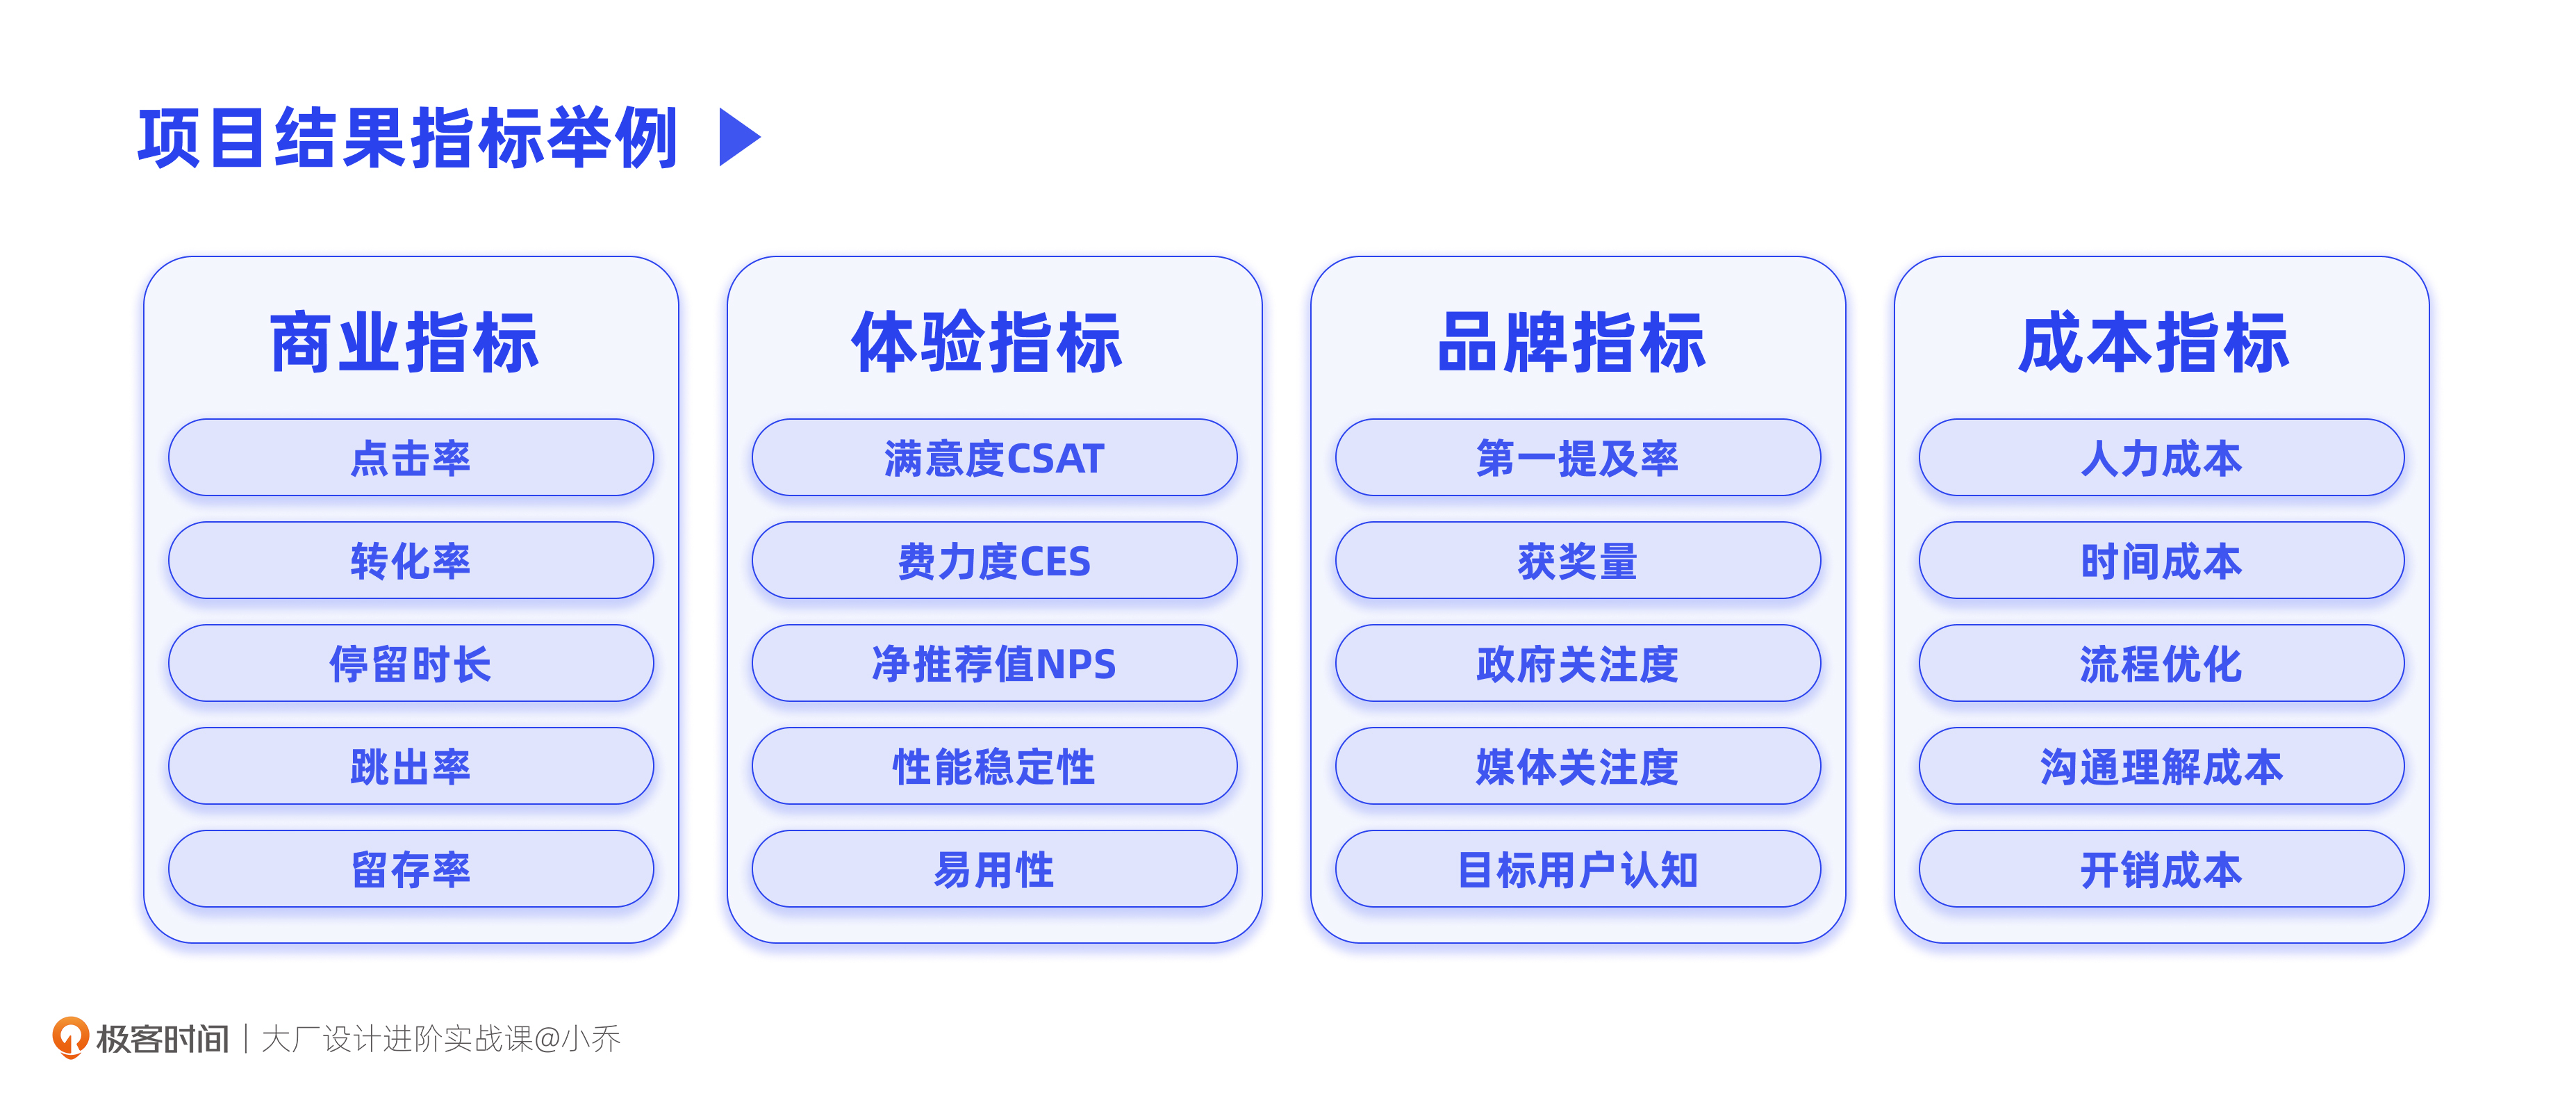 项目结果指标举例
商业指标
点击率
转化率
停留时长
跳出率
留存率
体验指标
满意度CSAT
费力度CES
净推荐值NPS
性能稳定性
易用性
品牌指标
第一提及率
获奖量
政府关注度
媒体关注度
目标用户认知
成本指标
人力成本
时间成本
流程优化
沟通理解成本
开销成本
极客时间 | 大厂设计进阶实战课@小乔